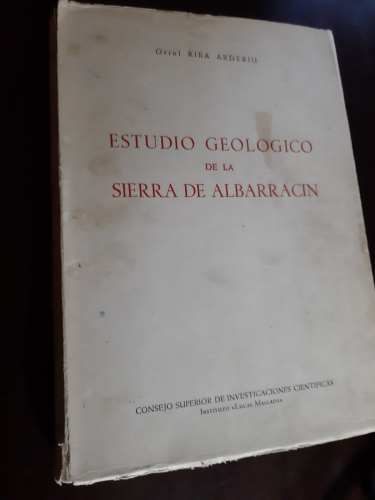 Oriol RIBA ARDERIU
ESTUDIO GEOLOGICO
DE LA
SIERRA DE ALBARRACIN
CONSEJO SUPERIOR DE INVESTIGACIONES CIENTIFICAS
INSTITUTO «LUCAS MALLADA»